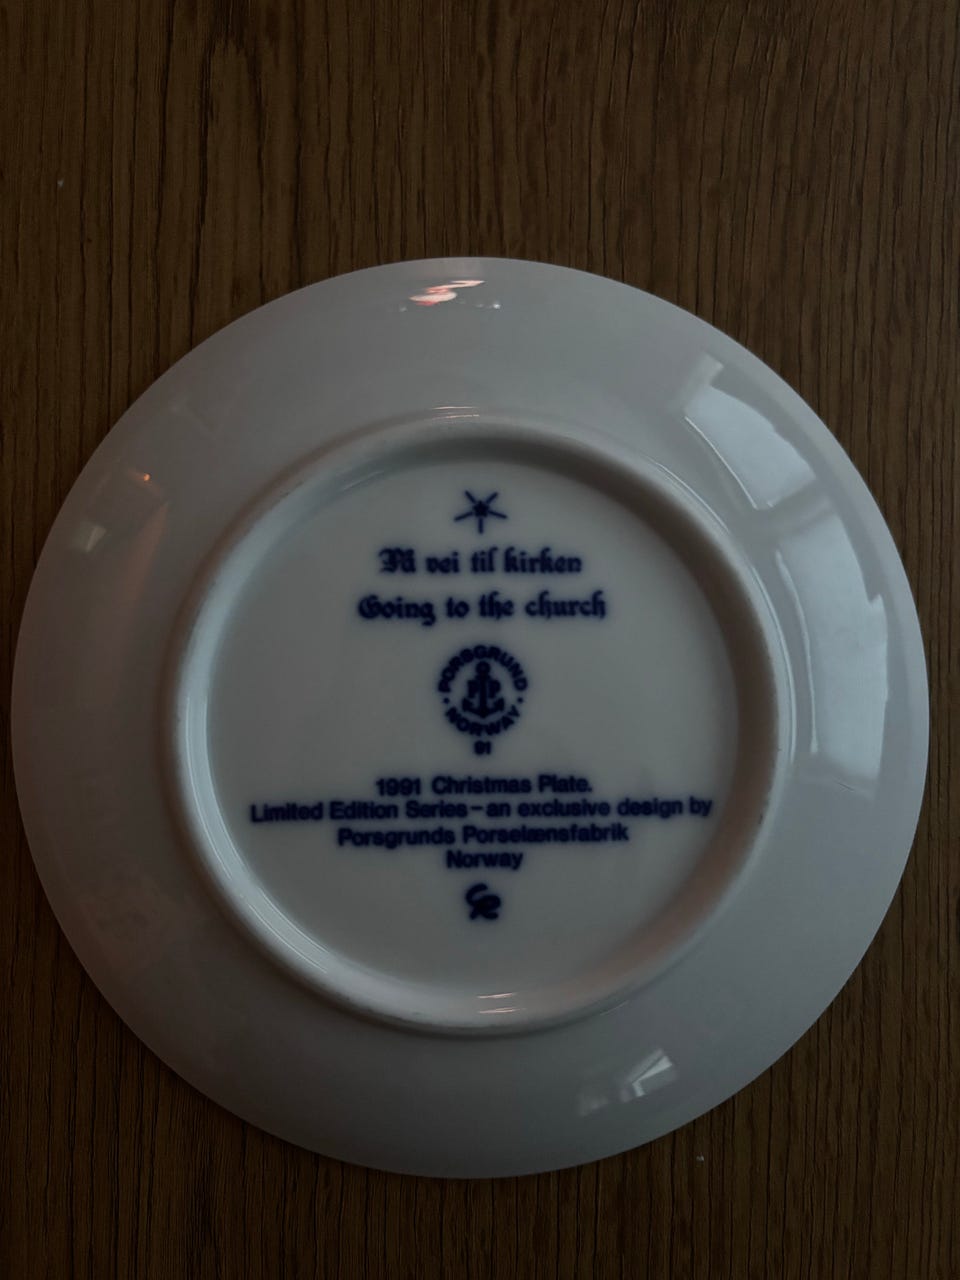 På vei til kirken
Going to the church
PORSGRUND
PP
NORWAY
91
1991 Christmas Plate.
Limited Edition Series – an exclusive design by
Porsgrunds Porselænsfabrik
Norway